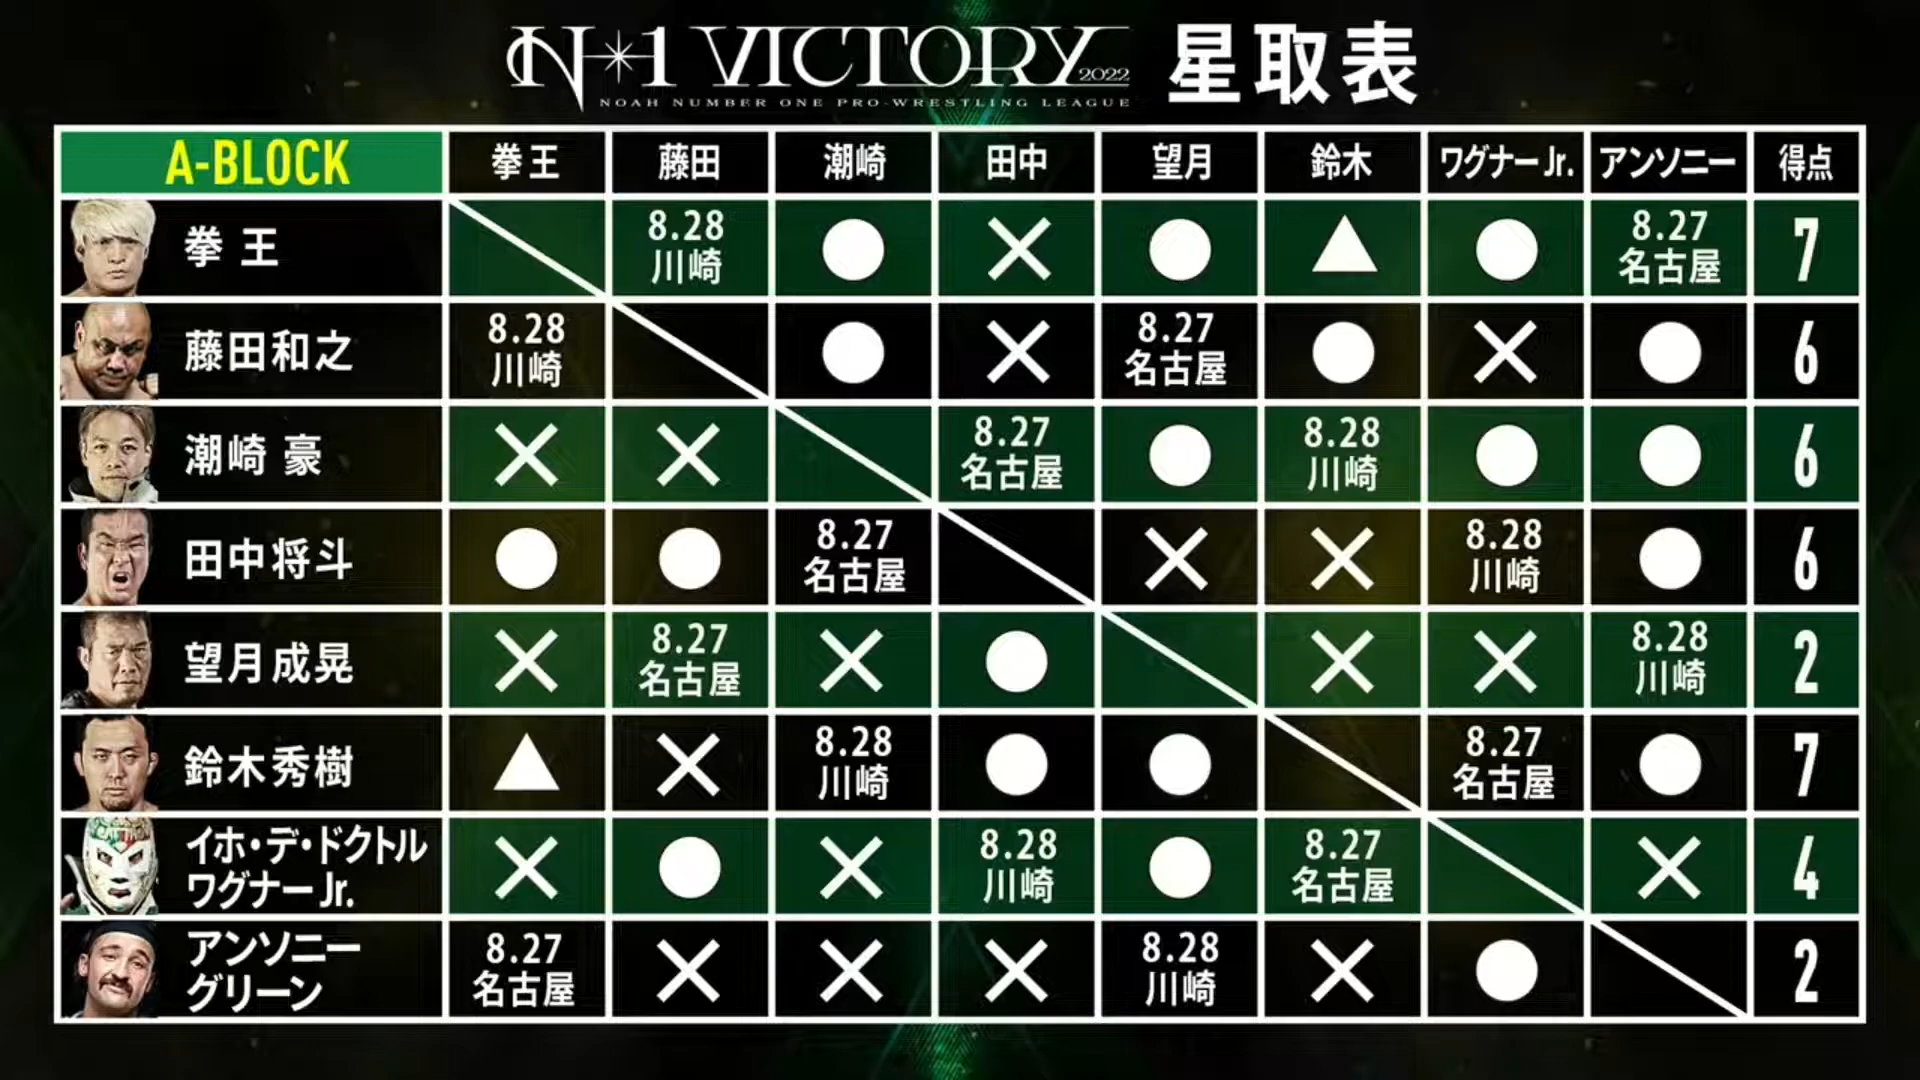 N*1 VICTORY 2022 星取表
NOAH NUMBER ONE PRO-WRESTLING LEAGUE
A-BLOCK 拳王 藤田 潮崎 田中 望月 鈴木 ワグナーJr. アンソニー 得点
拳王 8.28 川崎 ● × ● ▲ ● 8.27 名古屋 7
藤田和之 8.28 川崎 ● × 8.27 名古屋 ● × ● 6
潮崎 豪 × × 8.27 名古屋 ● 8.28 川崎 ● ● 6
田中将斗 ● ● 8.27 名古屋 × × 8.28 川崎 ● 6
望月成晃 × 8.27 名古屋 × ● × × 8.28 川崎 2
鈴木秀樹 ▲ × 8.28 川崎 ● ● 8.27 名古屋 ● 7
イホ・デ・ドクトル ワグナーJr. × ● × 8.28 川崎 ● 8.27 名古屋 × 4
アンソニー グリーン 8.27 名古屋 × × × 8.28 川崎 × ● 2